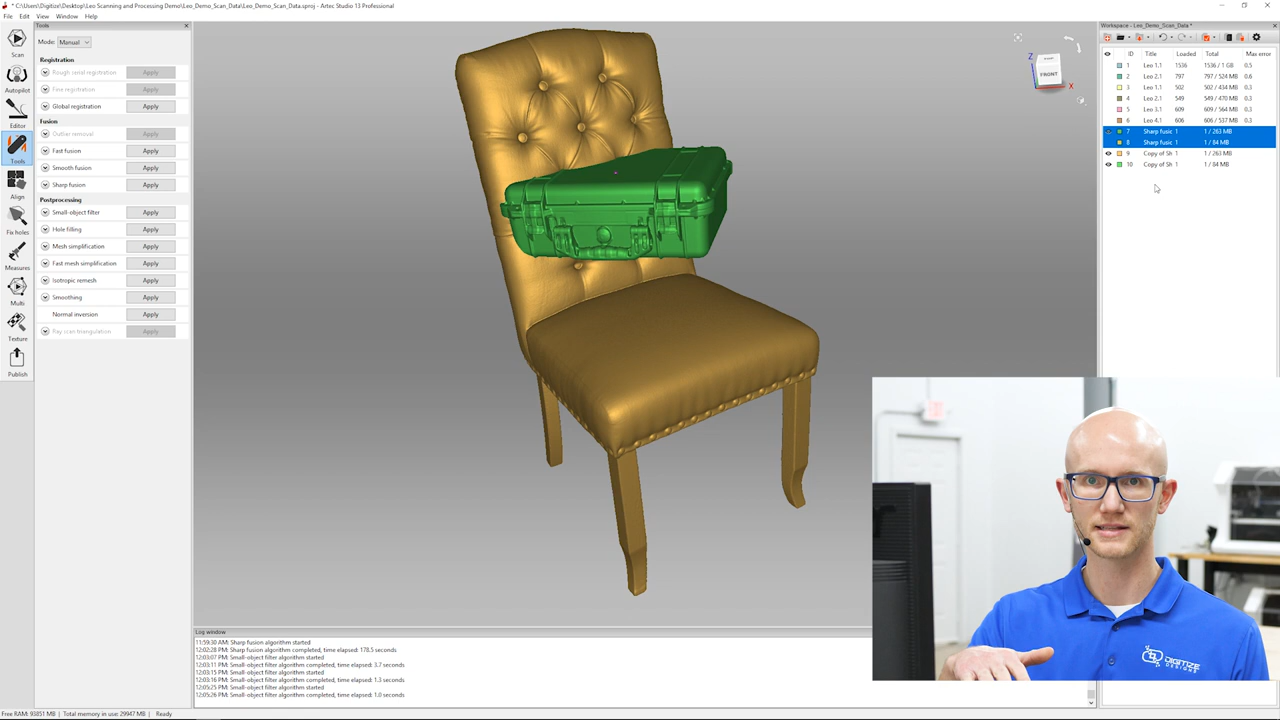 * C:\Users\Digitize\Desktop\Leo Scanning and Processing Demo\Leo_Demo_Scan_Data\Leo_Demo_Scan_Data.sproj - Artec Studio 13 Professional
File Edit View Window Help
Tools
Mode: Manual
Registration
Rough serial registration Apply
Fine registration Apply
Global registration Apply
Fusion
Outlier removal Apply
Fast fusion Apply
Smooth fusion Apply
Sharp fusion Apply
Postprocessing
Small-object filter Apply
Hole filling Apply
Mesh simplification Apply
Fast mesh simplification Apply
Isotropic remesh Apply
Smoothing Apply
Normal inversion Apply
Ray scan triangulation Apply
Scan
Autopilot
Editor
Tools
Align
Fix holes
Measures
Multi
Texture
Publish
Z
FRONT
X
Workspace - Leo_Demo_Scan_Data *
ID Title Loaded Total Max error
1 Leo 1.1 1536 1536 / 1 GB 0.5
2 Leo 2.1 797 797 / 524 MB 0.6
3 Leo 1.1 502 502 / 434 MB 0.3
4 Leo 2.1 549 549 / 470 MB 0.3
5 Leo 3.1 609 609 / 564 MB 0.3
6 Leo 4.1 606 606 / 537 MB 0.3
7 Sharp fusic 1 1 / 263 MB
8 Sharp fusic 1 1 / 84 MB
9 Copy of Sh 1 1 / 263 MB
10 Copy of Sh 1 1 / 84 MB
Log window
11:59:30 AM: Sharp fusion algorithm started
12:02:28 PM: Sharp fusion algorithm completed, time elapsed: 178.5 seconds
12:03:07 PM: Small-object filter algorithm started
12:03:11 PM: Small-object filter algorithm completed, time elapsed: 3.7 seconds
12:03:15 PM: Small-object filter algorithm started
12:03:16 PM: Small-object filter algorithm completed, time elapsed: 1.3 seconds
12:05:25 PM: Small-object filter algorithm started
12:05:26 PM: Small-object filter algorithm completed, time elapsed: 1.0 seconds
Free RAM: 93851 MB | Total memory in use: 29947 MB | Ready
DIGITIZE
DESIGNS